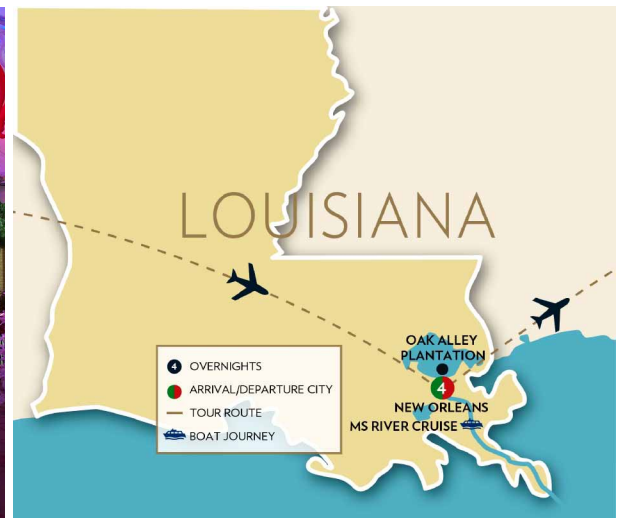 LOUISIANA
OAK ALLEY
PLANTATION
4
NEW ORLEANS
MS RIVER CRUISE
4 OVERNIGHTS
ARRIVAL/DEPARTURE CITY
TOUR ROUTE
BOAT JOURNEY